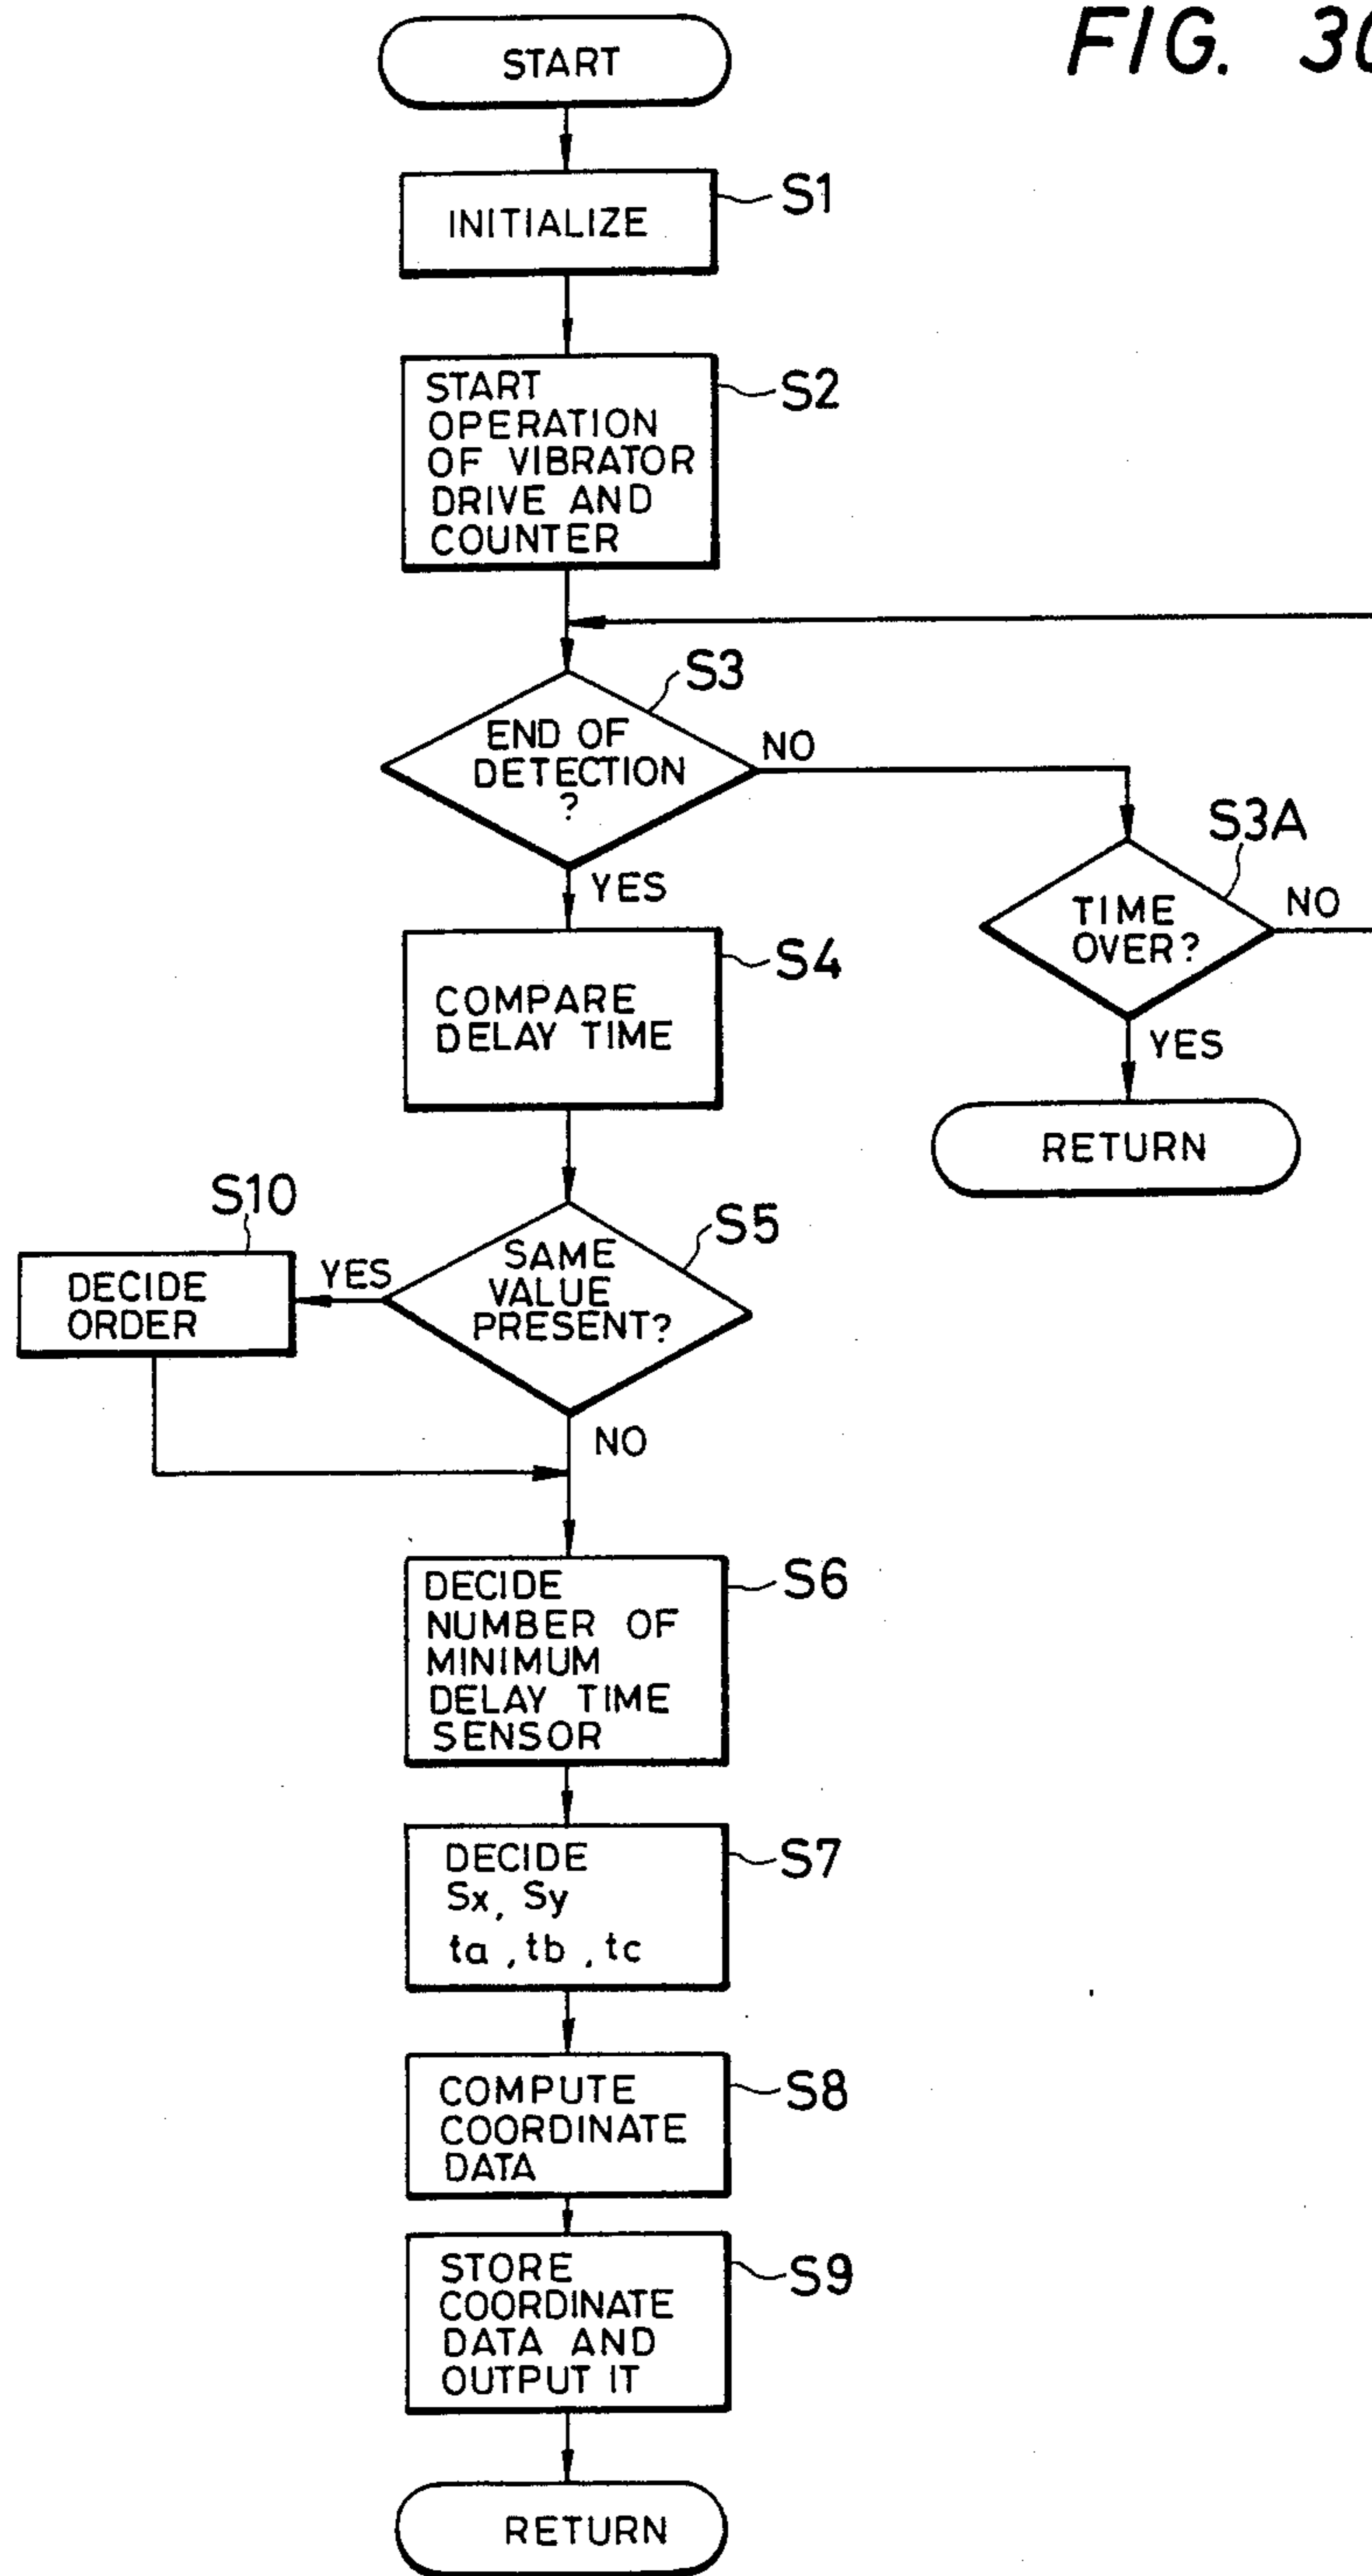 FIG. 30
START
INITIALIZE
S1
START
OPERATION
OF VIBRATOR
DRIVE AND
COUNTER
S2
S3
END OF
DETECTION
?
NO
YES
S3A
TIME
OVER?
NO
YES
RETURN
S4
COMPARE
DELAY TIME
S10
DECIDE
ORDER
YES
S5
SAME
VALUE
PRESENT?
NO
S6
DECIDE
NUMBER OF
MINIMUM
DELAY TIME
SENSOR
S7
DECIDE
Sx, Sy
ta, tb, tc
S8
COMPUTE
COORDINATE
DATA
S9
STORE
COORDINATE
DATA AND
OUTPUT IT
RETURN